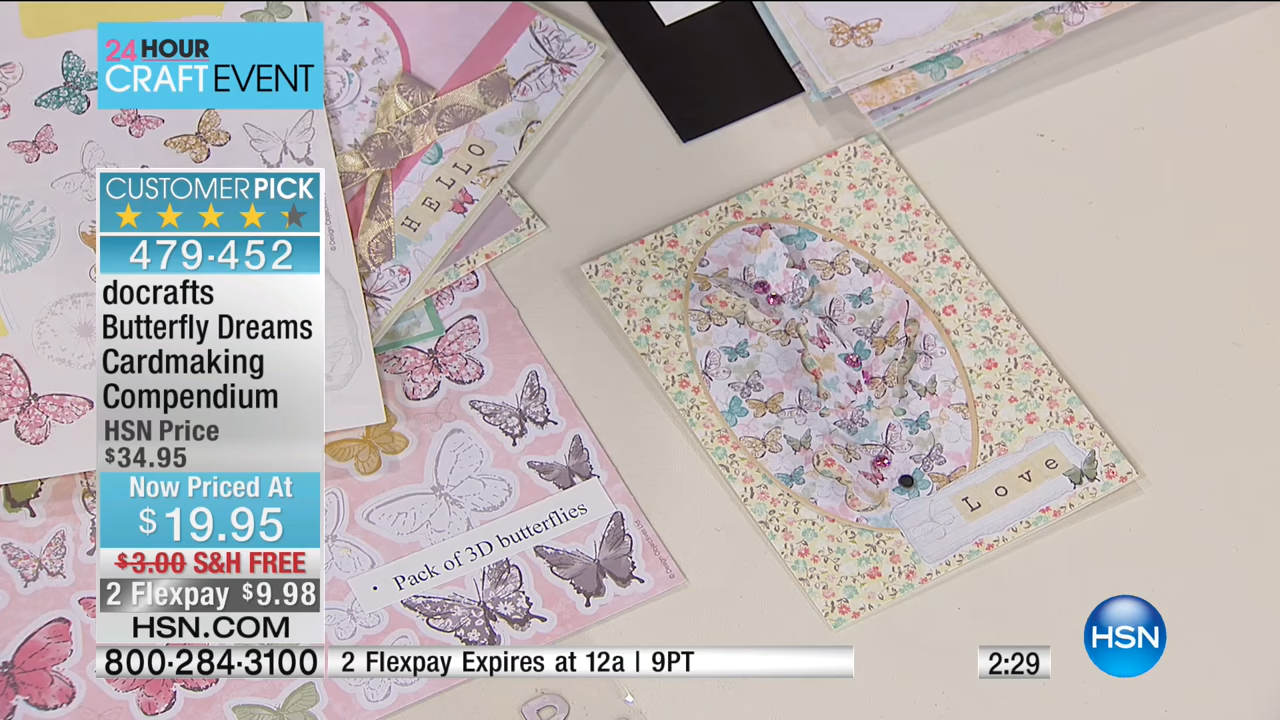 24 HOUR
CRAFT EVENT
CUSTOMER PICK
479-452
docrafts
Butterfly Dreams
Cardmaking
Compendium
HSN Price
$34.95
Now Priced At
$19.95
$3.00 S&H FREE
2 Flexpay $9.98
HSN.COM
800-284-3100
2 Flexpay Expires at 12a | 9PT
2:29
HSN
HELLO
Love
• Pack of 3D butterflies